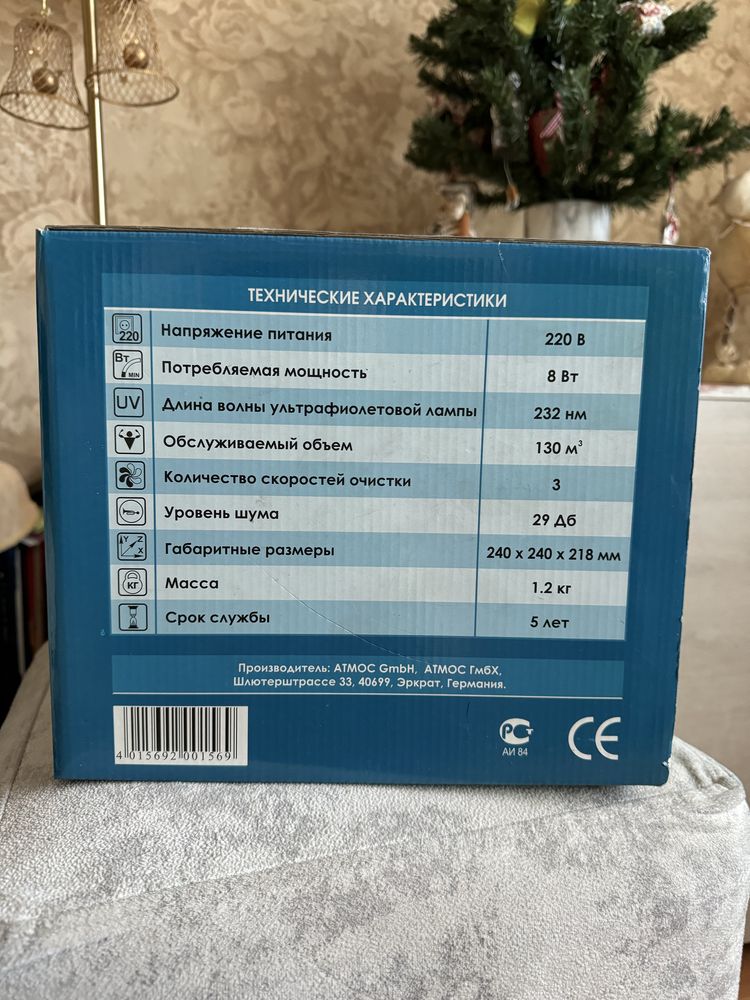 ТЕХНИЧЕСКИЕ ХАРАКТЕРИСТИКИ
220 Напряжение питания 220 В
Вт MIN Потребляемая мощность 8 Вт
UV Длина волны ультрафиолетовой лампы 232 нм
Обслуживаемый объем 130 м³
Количество скоростей очистки 3
Уровень шума 29 Дб
Y Z X Габаритные размеры 240 х 240 х 218 мм
КГ Масса 1.2 кг
Срок службы 5 лет
Производитель: АТМОС GmbH, АТМОС ГмбХ,
Шлютерштрассе 33, 40699, Эркрат, Германия.
4 015692 001569
РСТ CE
АИ 84